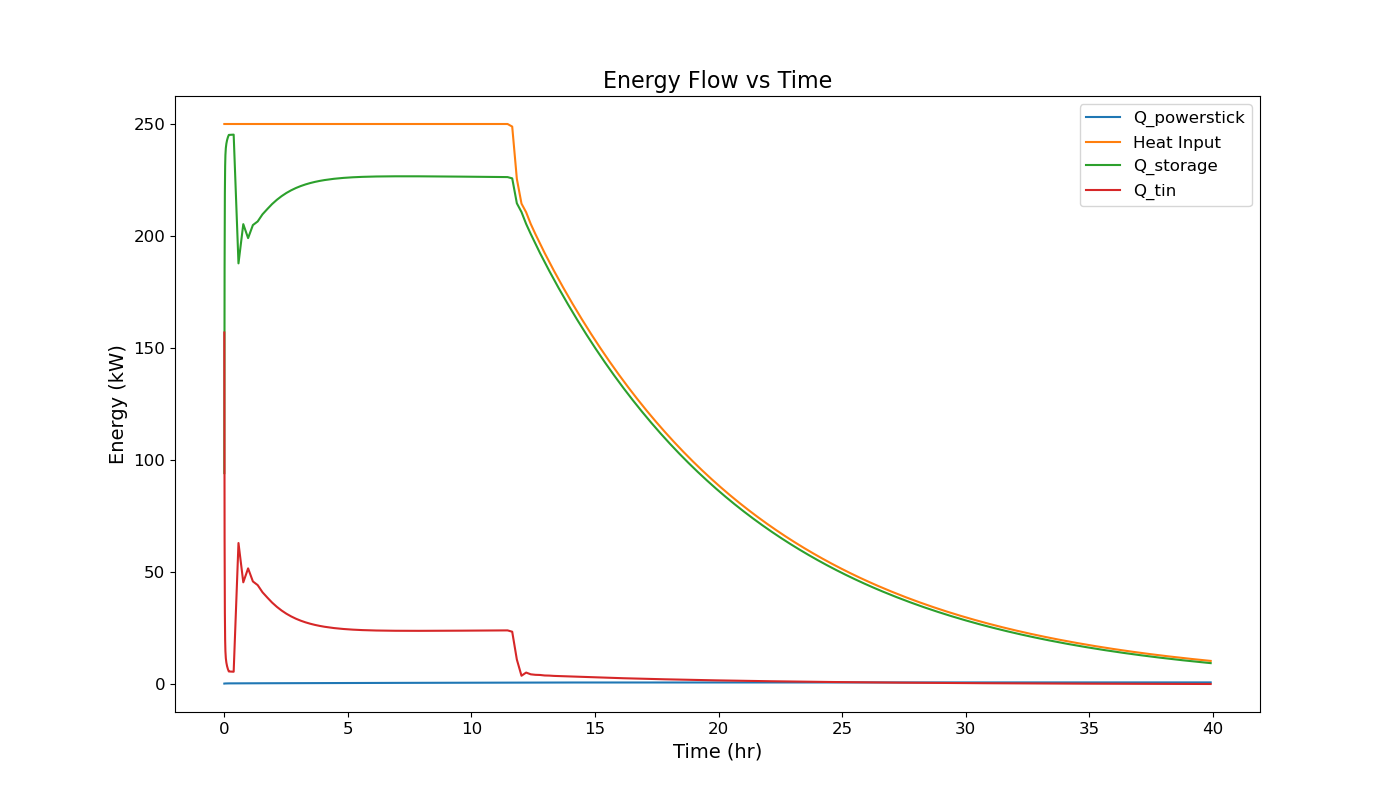 Energy Flow vs Time
Q_powerstick
Heat Input
Q_storage
Q_tin
Energy (kW)
250
200
150
100
50
0
0 5 10 15 20 25 30 35 40
Time (hr)